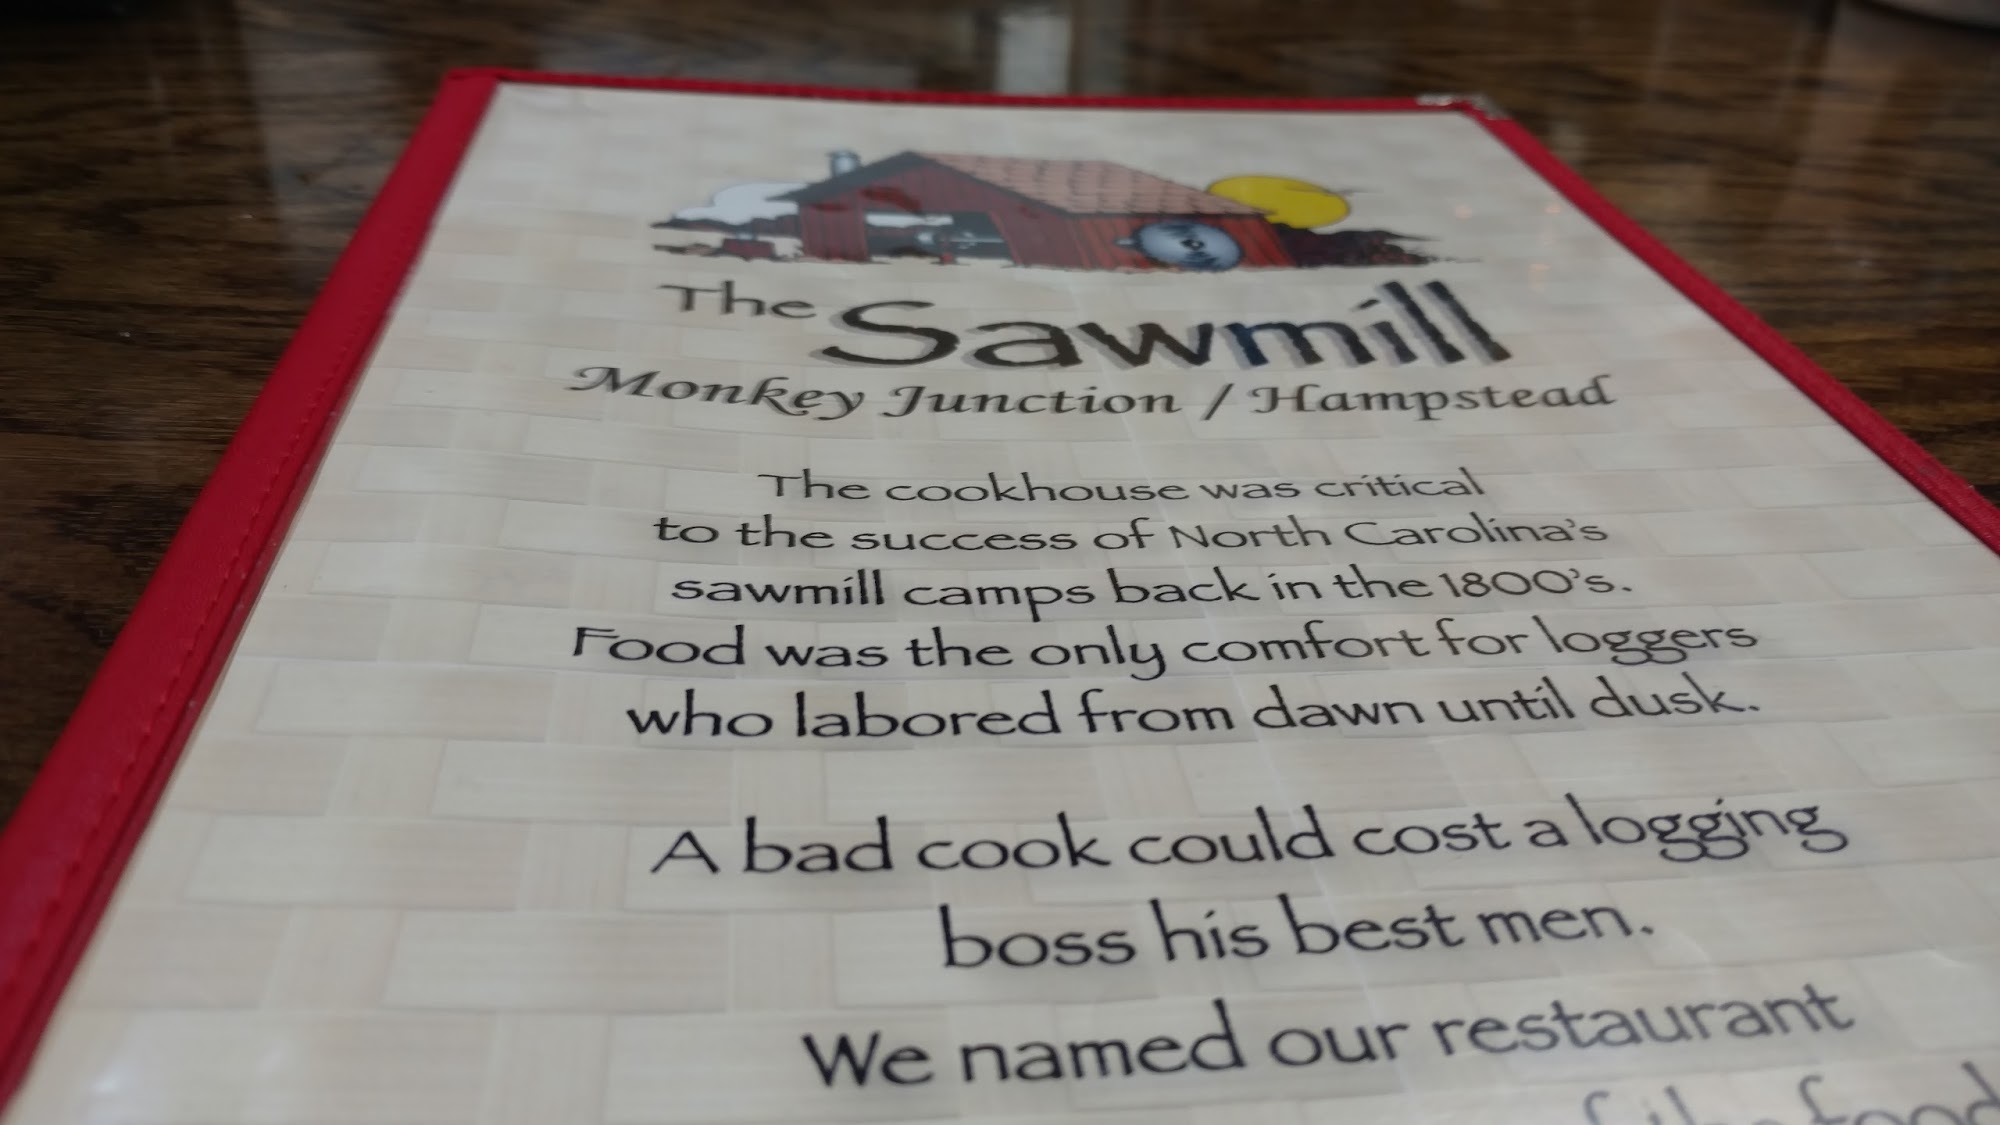 The Sawmill
Monkey Junction / Hampstead
The cookhouse was critical
to the success of North Carolina's
sawmill camps back in the 1800's.
Food was the only comfort for loggers
who labored from dawn until dusk.
A bad cook could cost a logging
boss his best men.
We named our restaurant
food